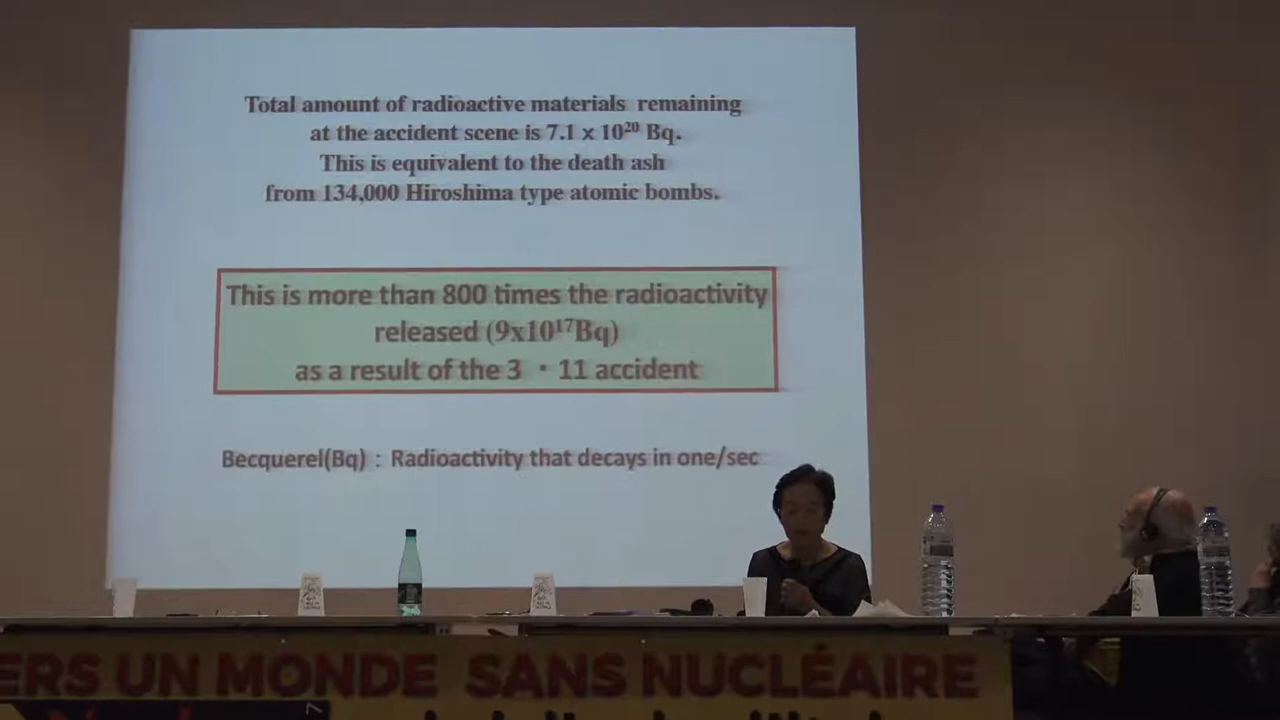 Total amount of radioactive materials remaining
at the accident scene is 7.1 x 10²⁰ Bq.
This is equivalent to the death ash
from 134,000 Hiroshima type atomic bombs.
This is more than 800 times the radioactivity
released (9x10¹⁷Bq)
as a result of the 3 ・ 11 accident
Becquerel(Bq) : Radioactivity that decays in one/sec
ERS UN MONDE SANS NUCLÉAIRE